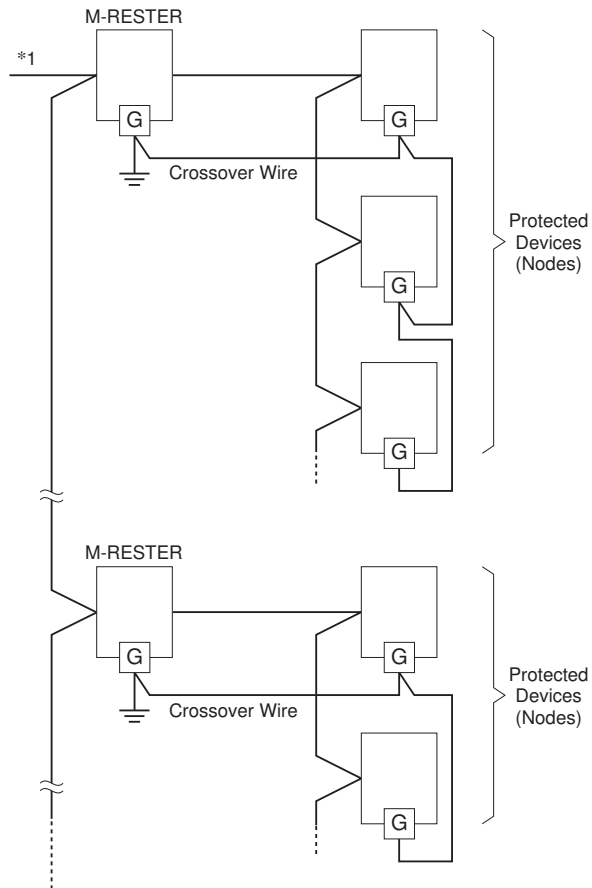 M-RESTER
*1
G
G
Crossover Wire
G
Protected
Devices
(Nodes)
G
M-RESTER
G
G
Crossover Wire
Protected
Devices
(Nodes)
G